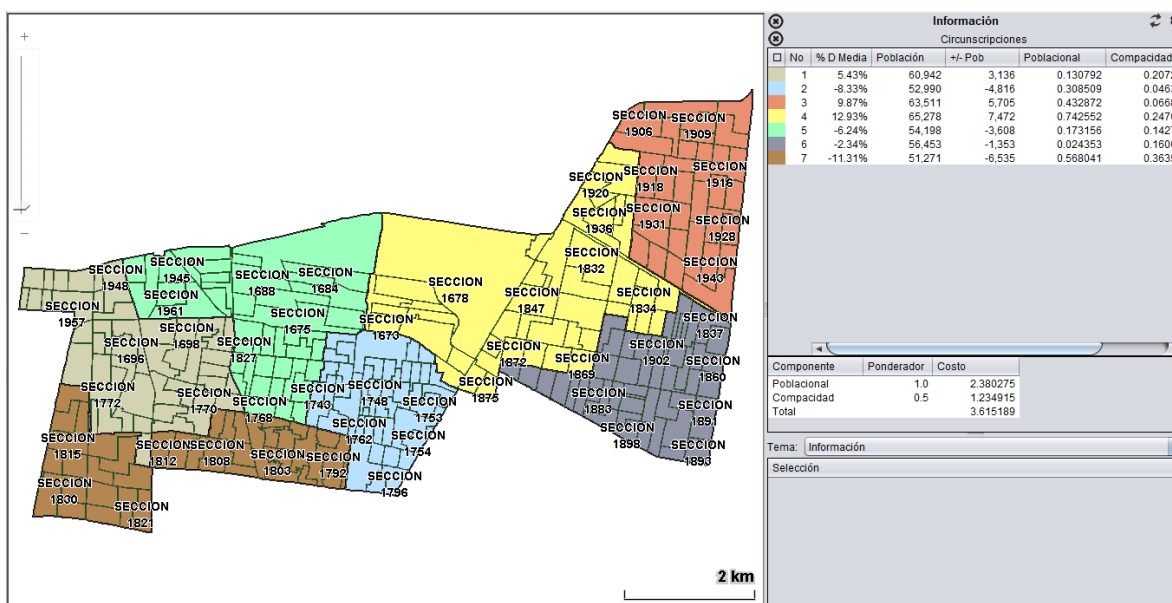 Información
Circunscripciones
No % D Media Población +/- Pob Poblacional Compacidad
1 5.43% 60,942 3,136 0.130792
2 -8.33% 52,990 -4,816 0.308509
3 9.87% 63,511 5,705 0.432872
4 12.93% 65,278 7,472 0.742552
5 -6.24% 54,198 -3,608 0.173156
6 -2.34% 56,453 -1,353 0.024353
7 -11.31% 51,271 -6,535 0.568041
Componente Ponderador Costo
Poblacional 1.0 2.380275
Compacidad 0.5 1.234915
Total 3.615189
Tema: Información
Selección
+
−
SECCION 1906
SECCION 1909
SECCION 1920
SECCION 1918
SECCION 1916
SECCION 1936
SECCION 1931
SECCION 1928
SECCION 1832
SECCION 1943
SECCION 1948
SECCION 1945
SECCION 1688
SECCION 1684
SECCION 1678
SECCION 1847
SECCION 1834
SECCION 1957
SECCION 1961
SECCION 1675
SECCION 1673
SECCION 1837
SECCION 1696
SECCION 1698
SECCION 1827
SECCION 1872
SECCION 1865
SECCION 1902
SECCION 1860
SECCION 1772
SECCION 1770
SECCION 1768
SECCION 1743
SECCION 1748
SECCION 1753
SECCION 1875
SECCION 1883
SECCION 1891
SECCION 1815
SECCION 1812
SECCION 1808
SECCION 1803
SECCION 1792
SECCION 1762
SECCION 1754
SECCION 1898
SECCION 1893
SECCION 1830
SECCION 1821
SECCION 1796
2 km